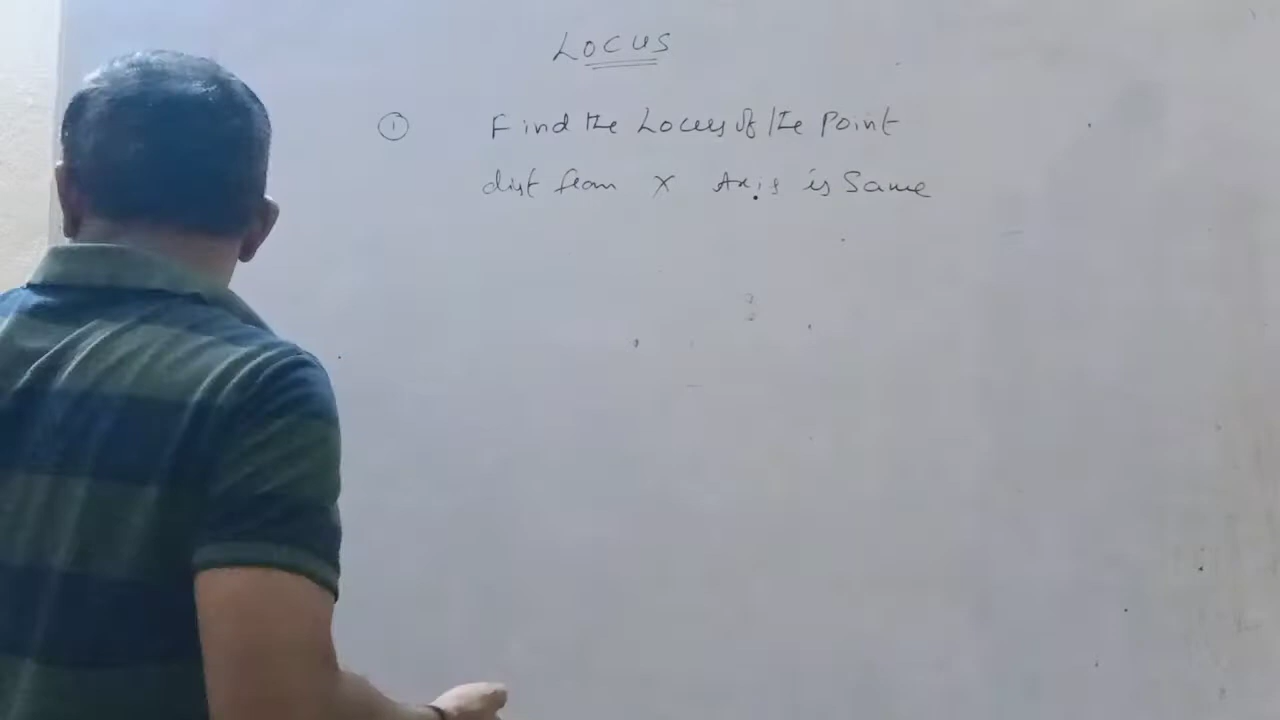 LOCUS
① Find the Locus of the Point
dist from X Axis is Same